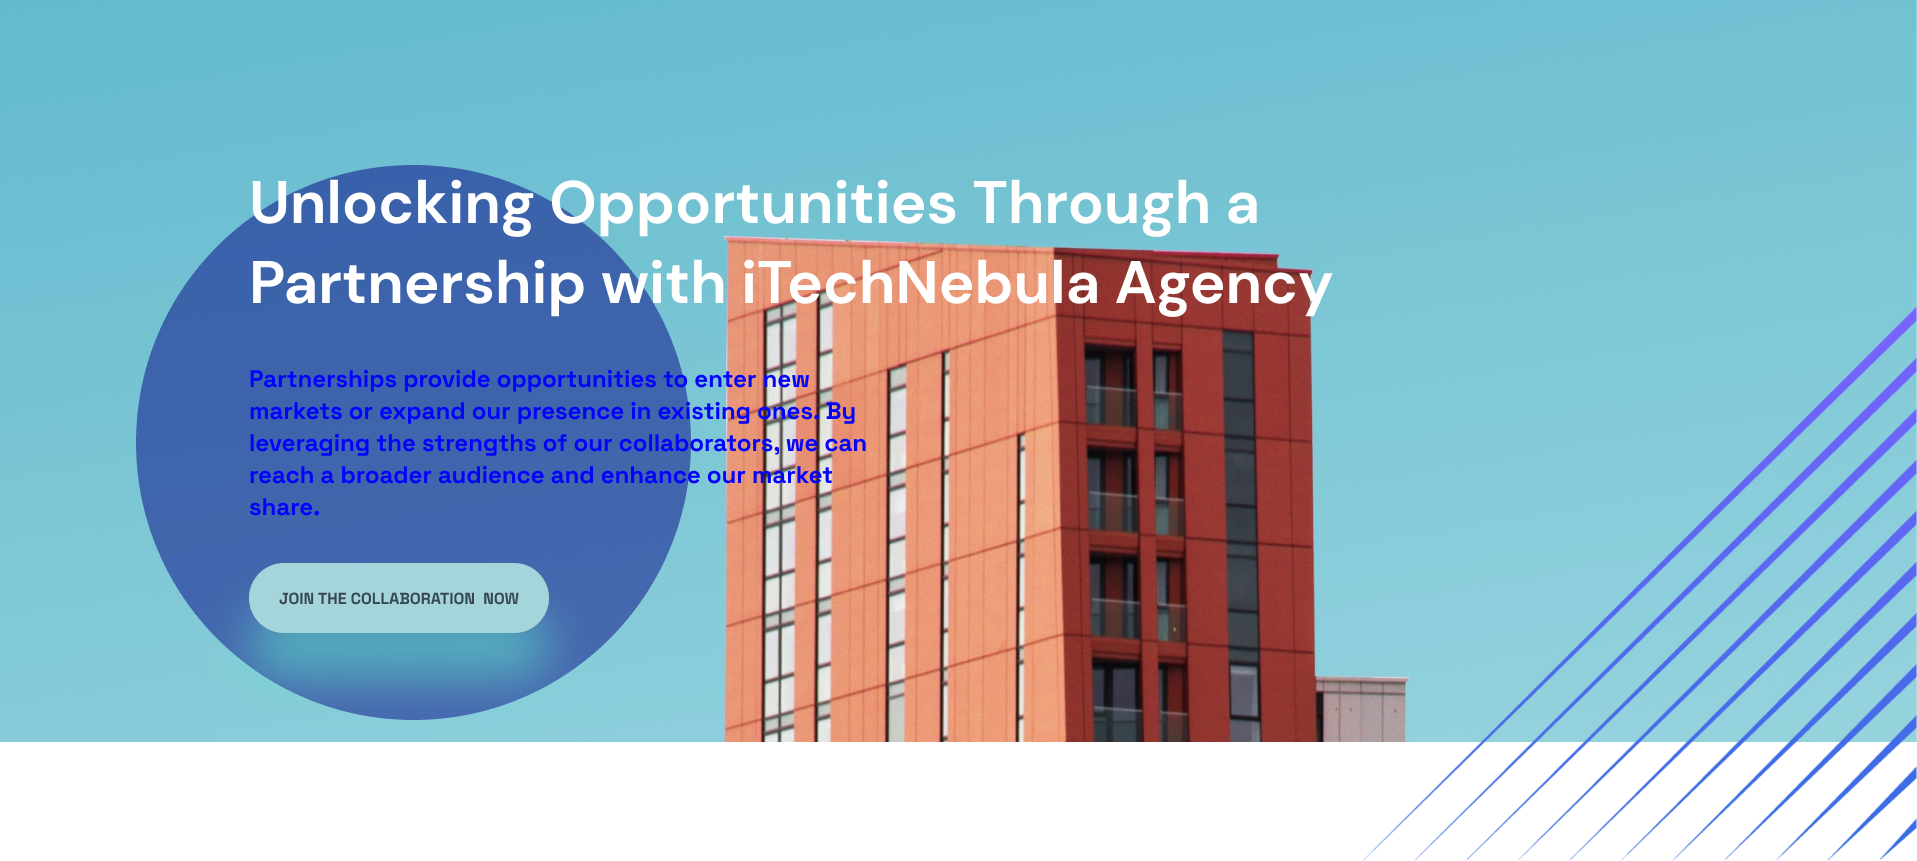 Unlocking Opportunities Through a
Partnership with iTechNebula Agency
Partnerships provide opportunities to enter new
markets or expand our presence in existing ones. By
leveraging the strengths of our collaborators, we can
reach a broader audience and enhance our market
share.
JOIN THE COLLABORATION  NOW